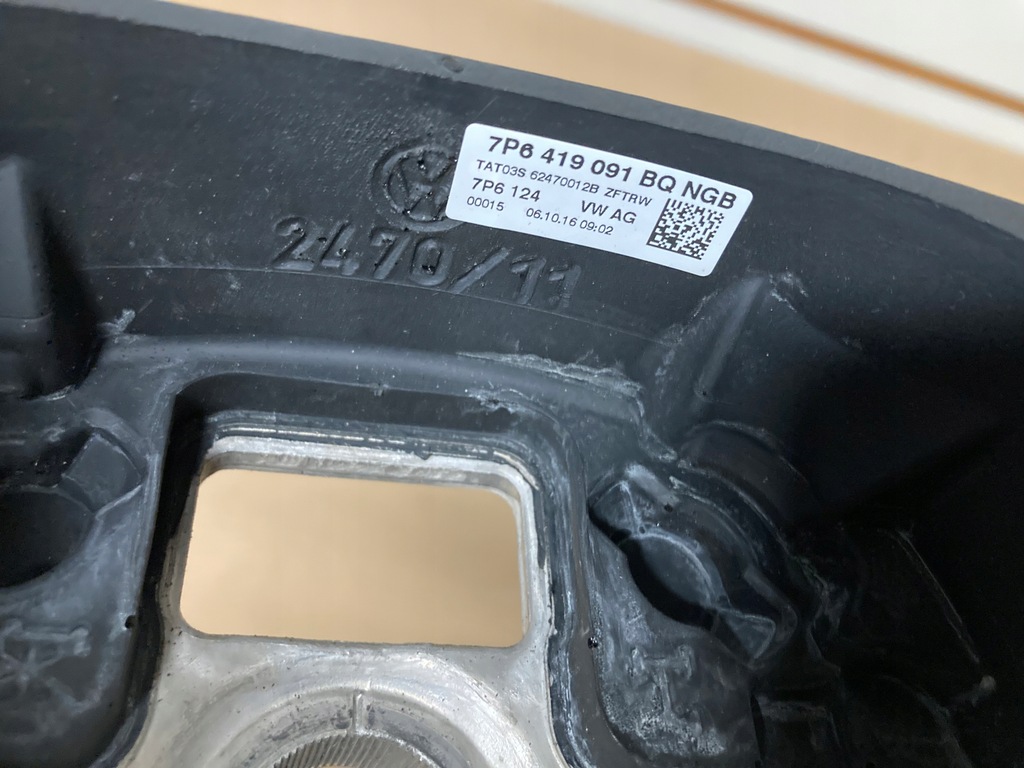 7P6 419 091 BQ NGB
TAT03S 62470012B ZFTRW
7P6 124 VW AG
00015 06.10.16 09:02
2470/11